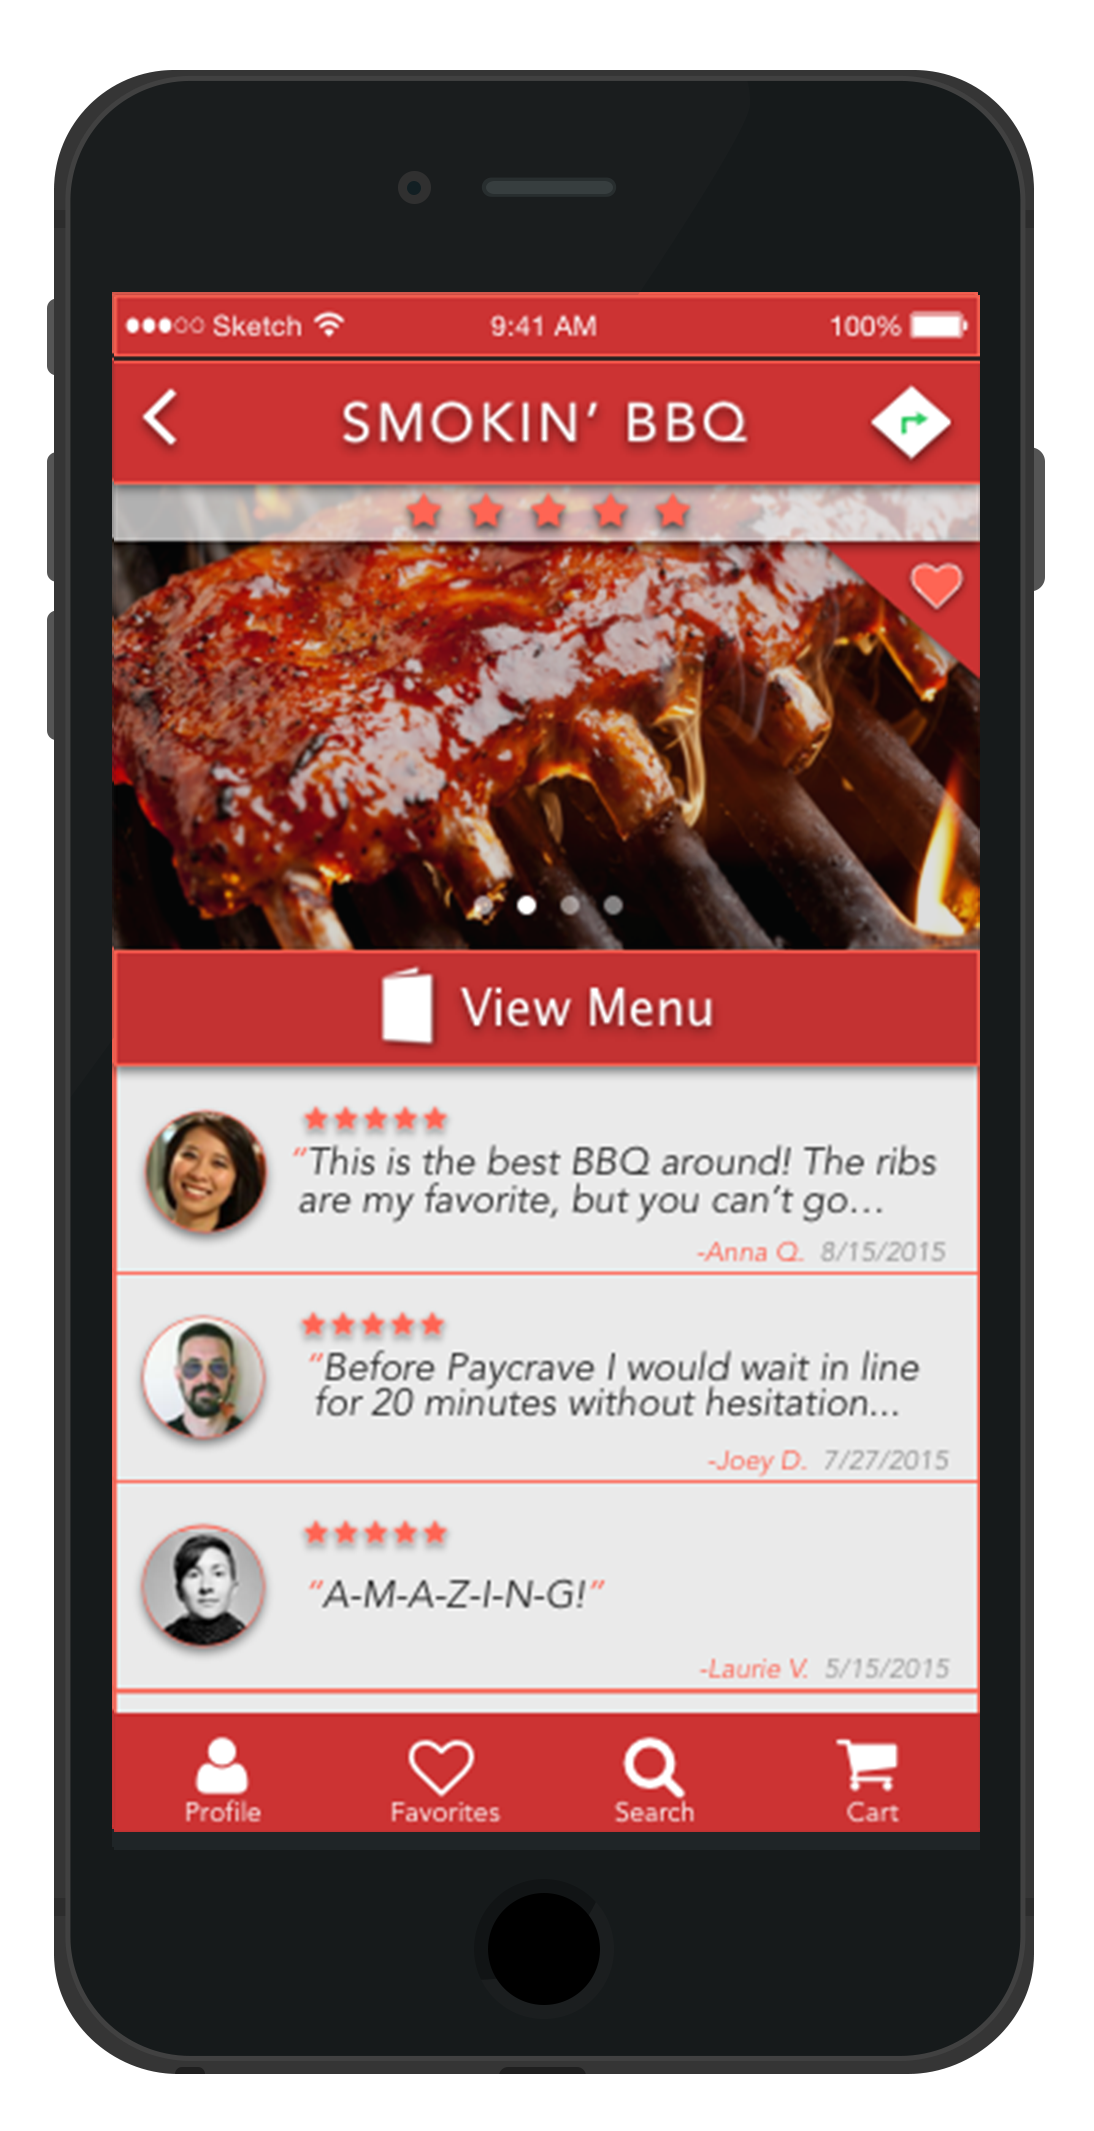 Sketch 9:41 AM 100%
SMOKIN’ BBQ
View Menu
“This is the best BBQ around! The ribs
are my favorite, but you can’t go...
-Anna Q. 8/15/2015
“Before Paycrave I would wait in line
for 20 minutes without hesitation...
-Joey D. 7/27/2015
“A-M-A-Z-I-N-G!”
-Laurie V. 5/15/2015
Profile Favorites Search Cart